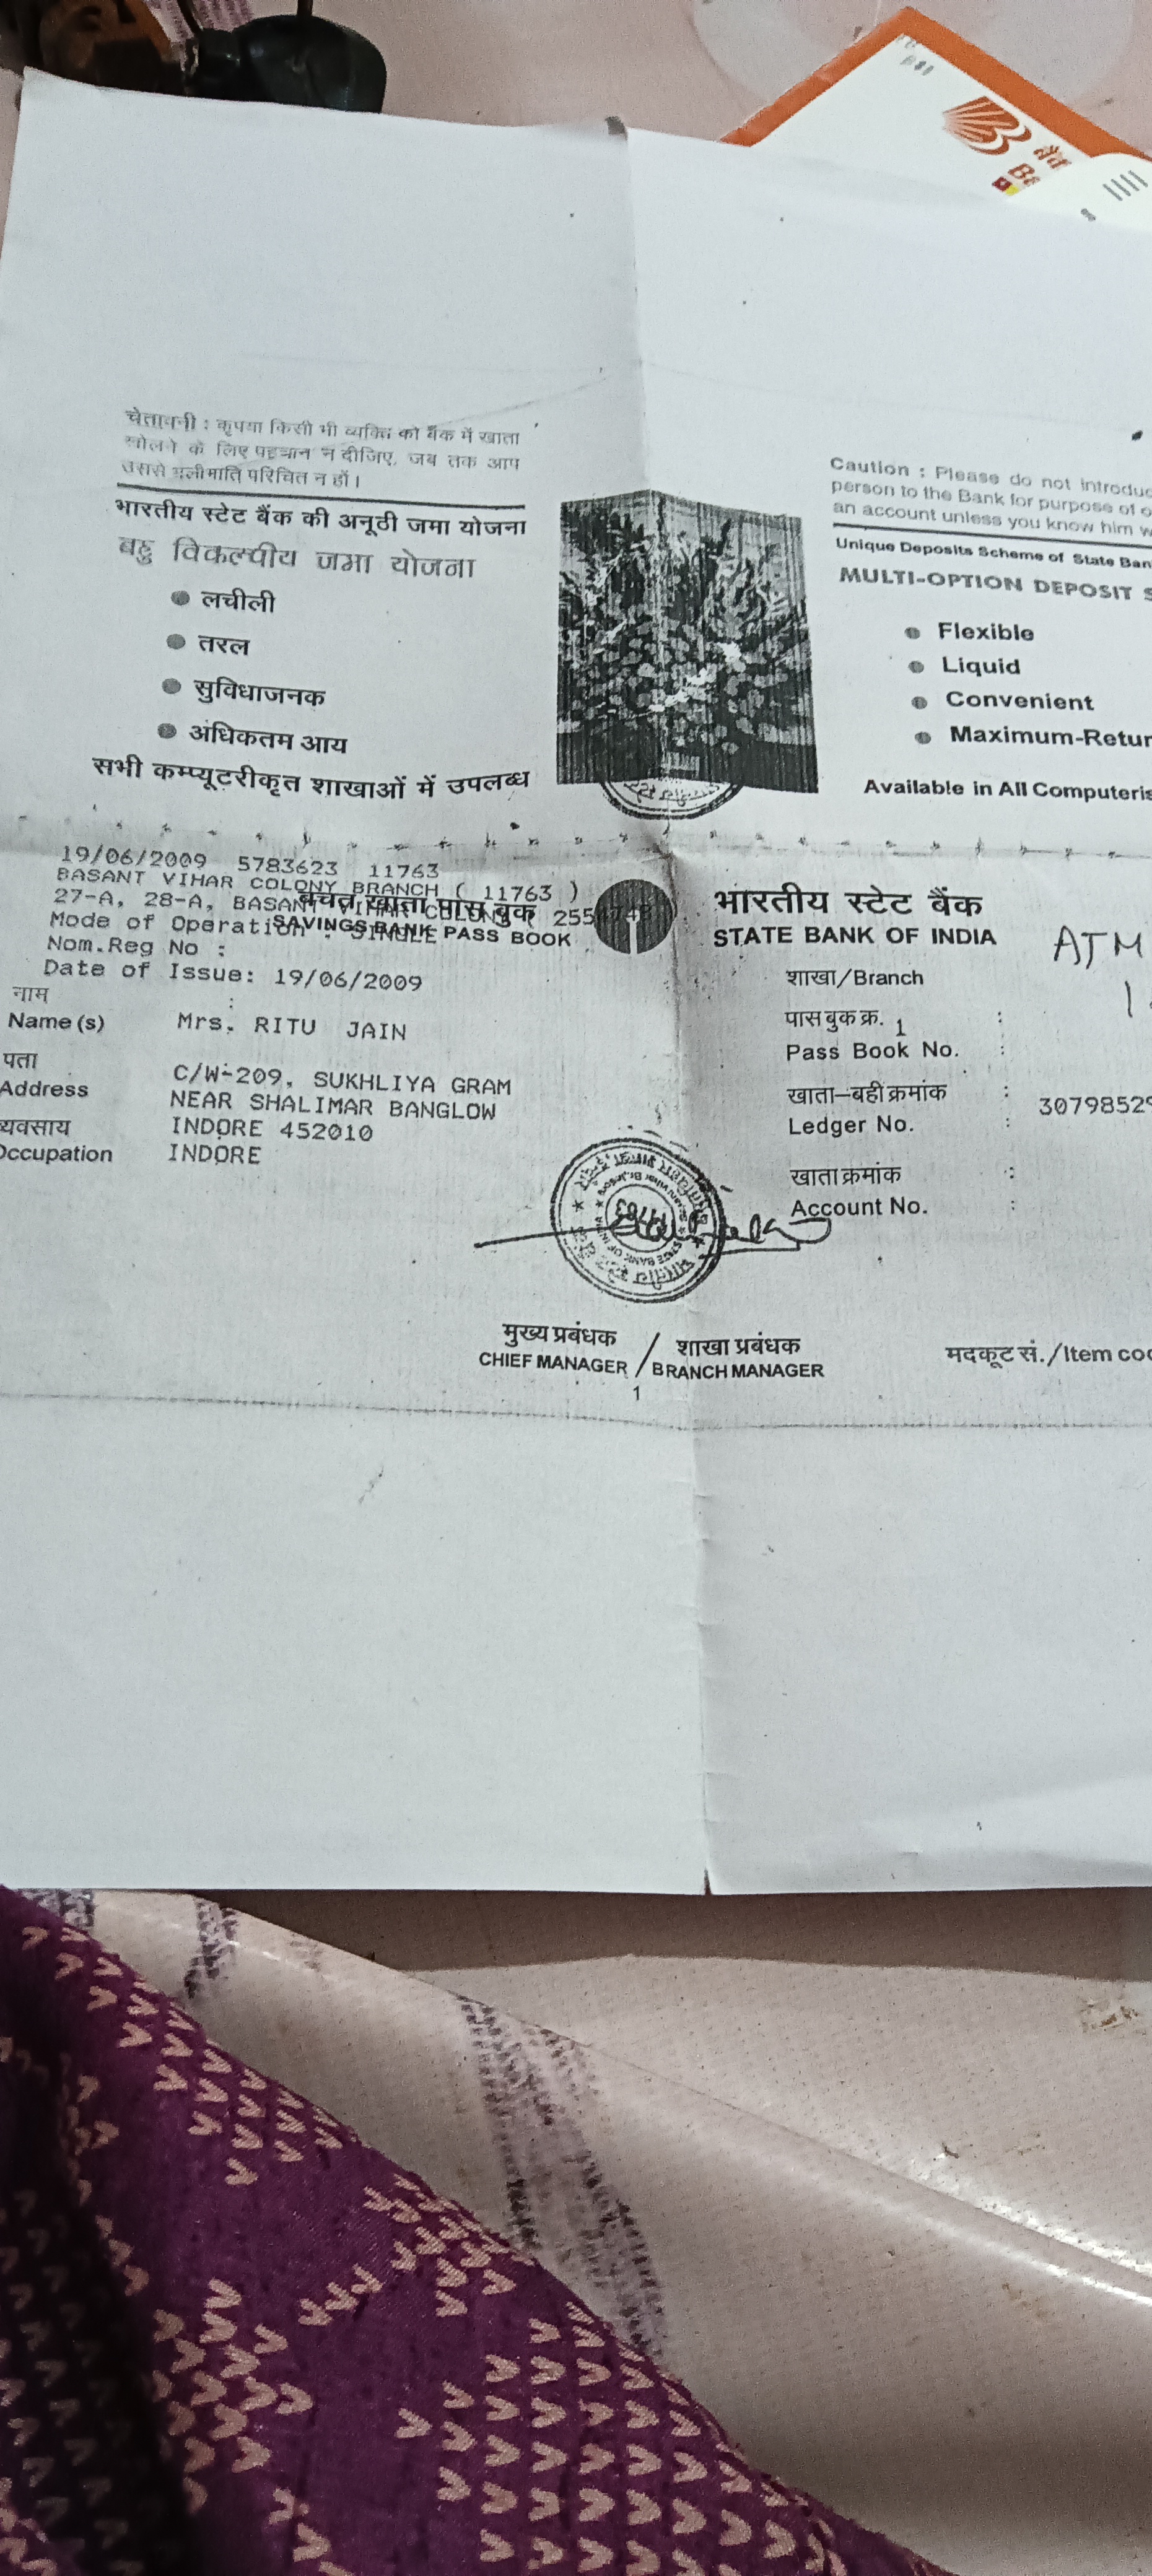 चेतावनी : कृपया किसी भी व्यक्ति को बैंक में खाता
खोलने के लिए पहचान न दीजिए, जब तक आप
उससे भलीभांति परिचित न हों।
भारतीय स्टेट बैंक की अनूठी जमा योजना
बहु विकल्पीय जमा योजना
लचीली
तरल
सुविधाजनक
अधिकतम आय
सभी कम्प्यूटरीकृत शाखाओं में उपलब्ध
Caution : Please do not introduc
person to the Bank for purpose of o
an account unless you know him w
Unique Deposits Scheme of State Ban
MULTI-OPTION DEPOSIT S
Flexible
Liquid
Convenient
Maximum-Retur
Available in All Computeris
19/06/2009 5783623 11763
BASANT VIHAR COLONY BRANCH ( 11763 )
27-A, 28-A, BASANT VIHAR COLONY
बचत खाता पास बुक
Mode of Operation : SINGLE
SAVINGS BANK PASS BOOK
Nom.Reg No :
Date of Issue: 19/06/2009
नाम :
Name (s) Mrs. RITU JAIN
पता
Address C/W-209, SUKHLIYA GRAM
NEAR SHALIMAR BANGLOW
व्यवसाय INDORE 452010
Occupation INDORE
भारतीय स्टेट बैंक
STATE BANK OF INDIA
ATM
शाखा/Branch
पास बुक क्र. 1 :
Pass Book No. :
खाता–बही क्रमांक :
Ledger No. : 30798529
खाता क्रमांक :
Account No. :
मुख्य प्रबंधक / शाखा प्रबंधक
CHIEF MANAGER / BRANCH MANAGER
1
मदकूट सं./Item co